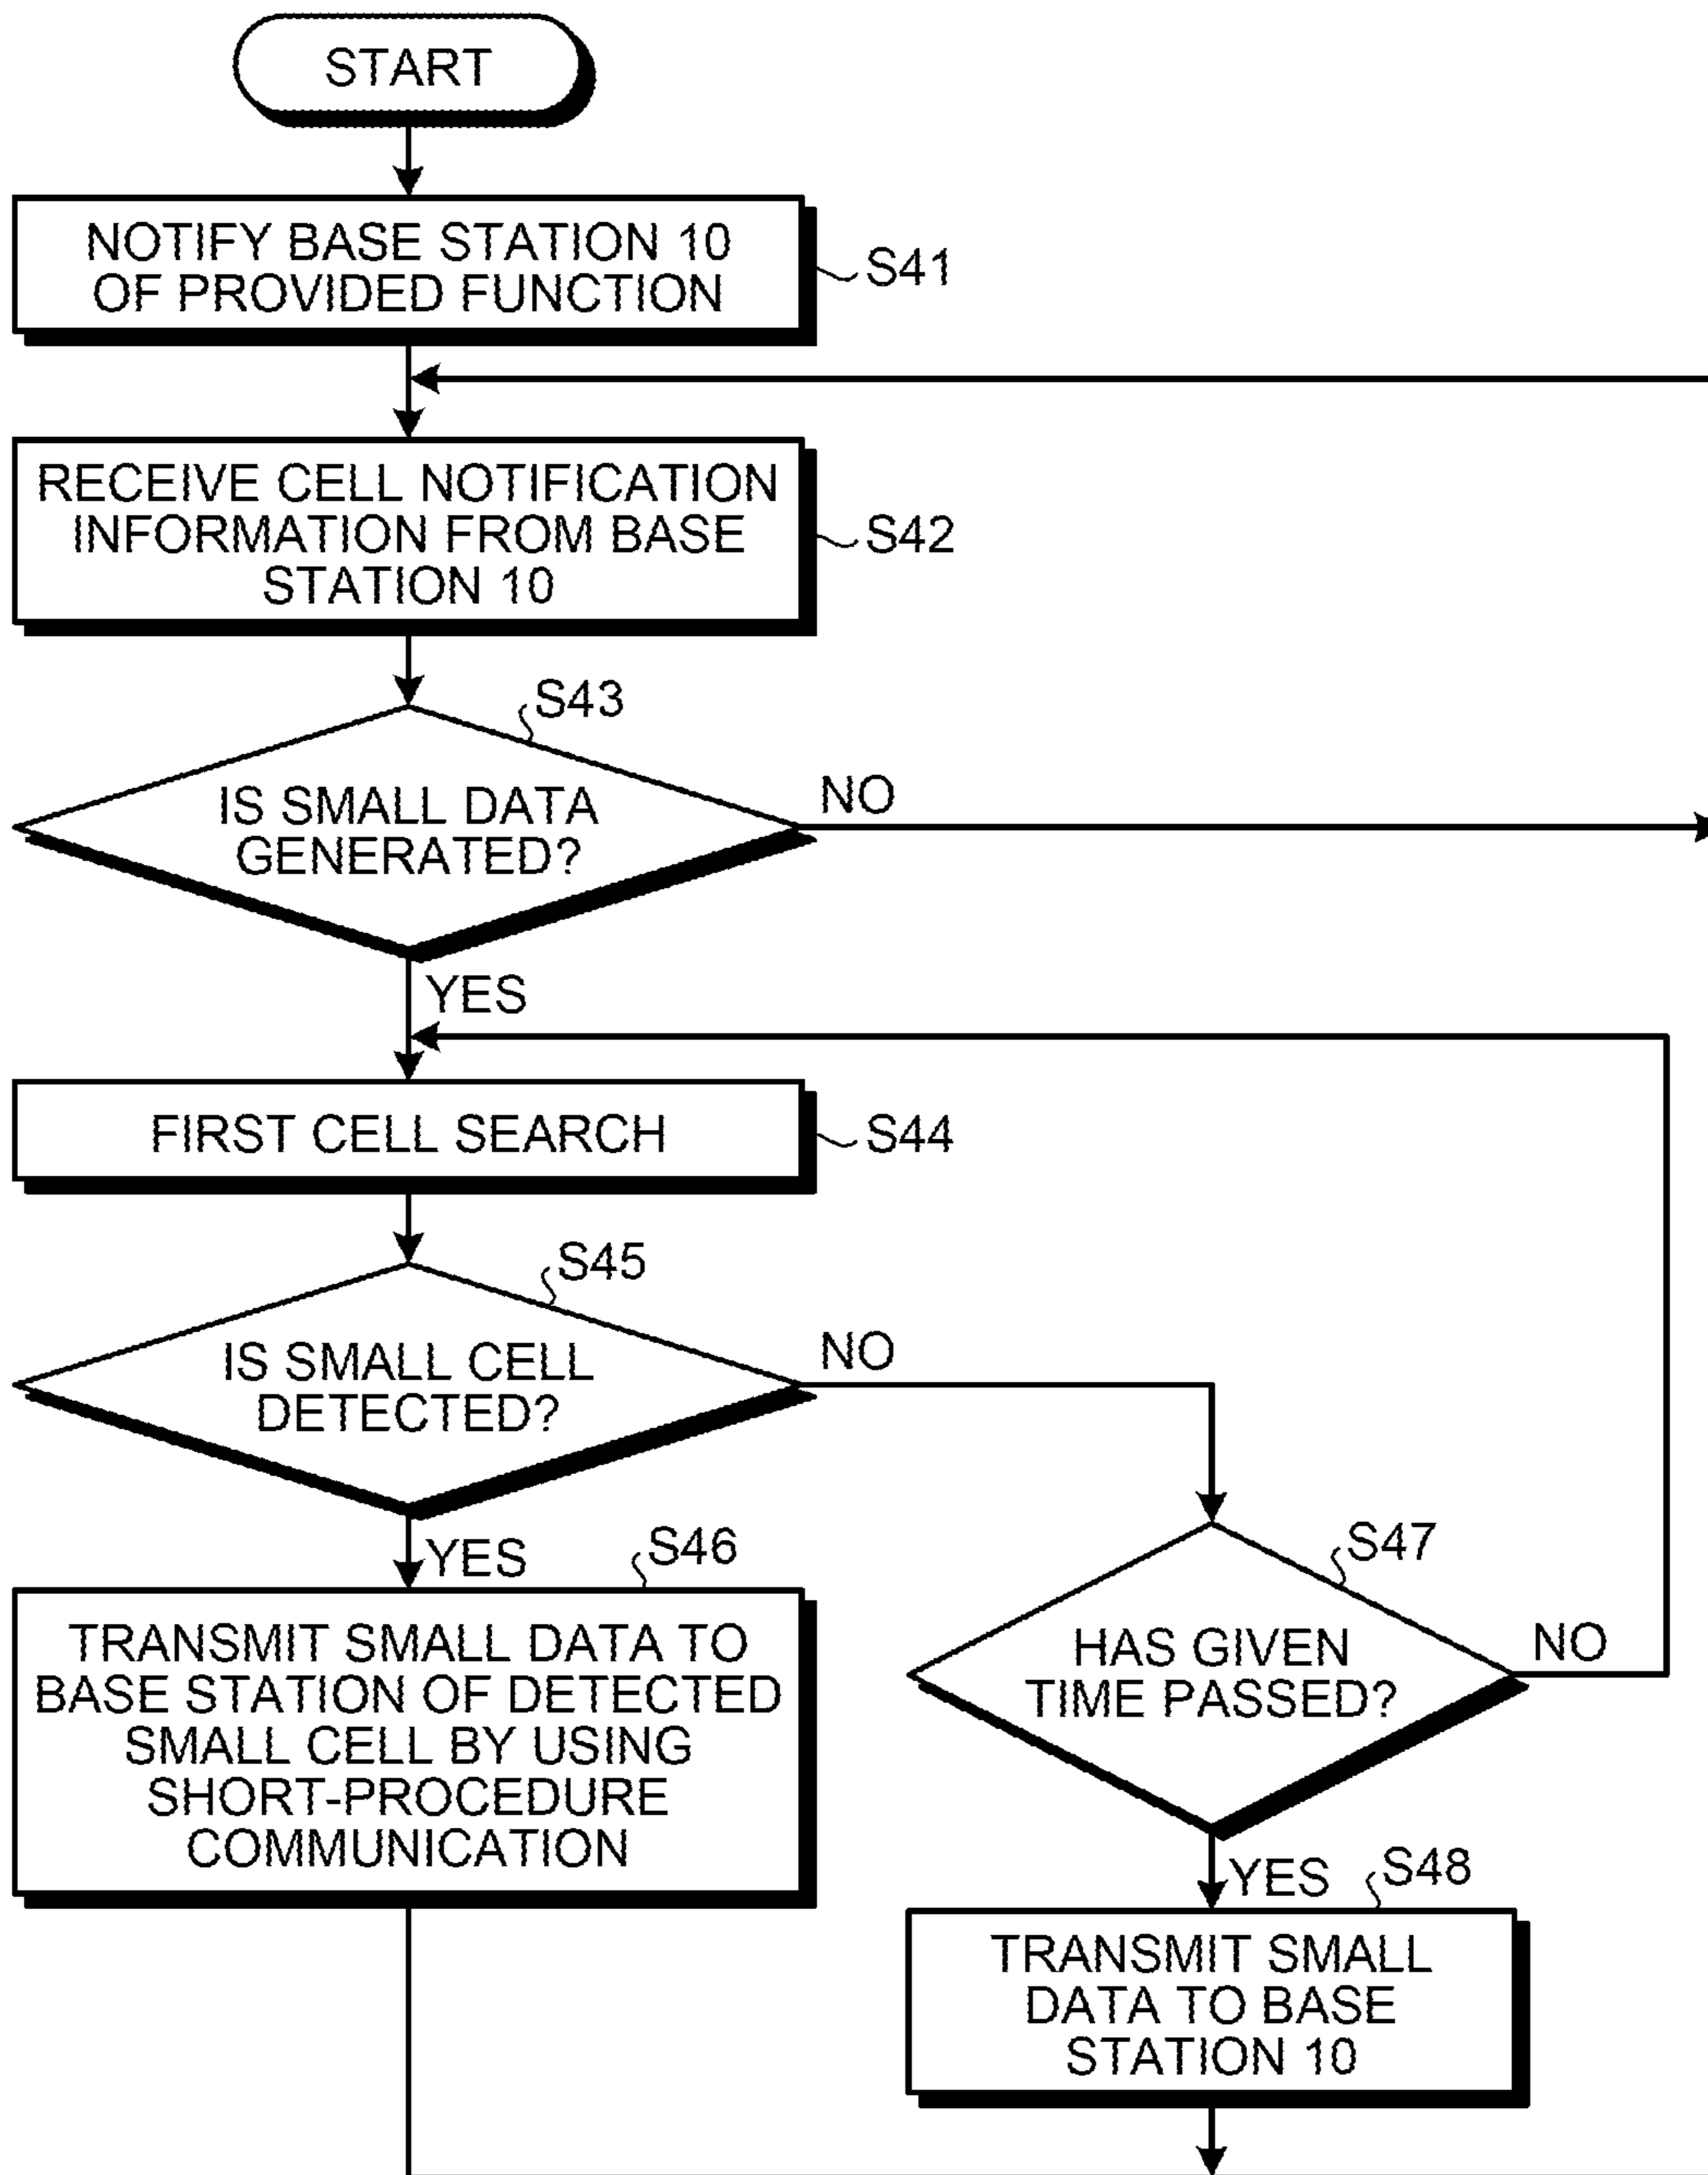 START
NOTIFY BASE STATION 10
OF PROVIDED FUNCTION
S41
RECEIVE CELL NOTIFICATION
INFORMATION FROM BASE
STATION 10
S42
S43
IS SMALL DATA
GENERATED?
NO
YES
FIRST CELL SEARCH
S44
S45
IS SMALL CELL
DETECTED?
NO
YES
S46
TRANSMIT SMALL DATA TO
BASE STATION OF DETECTED
SMALL CELL BY USING
SHORT-PROCEDURE
COMMUNICATION
S47
HAS GIVEN
TIME PASSED?
NO
YES
S48
TRANSMIT SMALL
DATA TO BASE
STATION 10